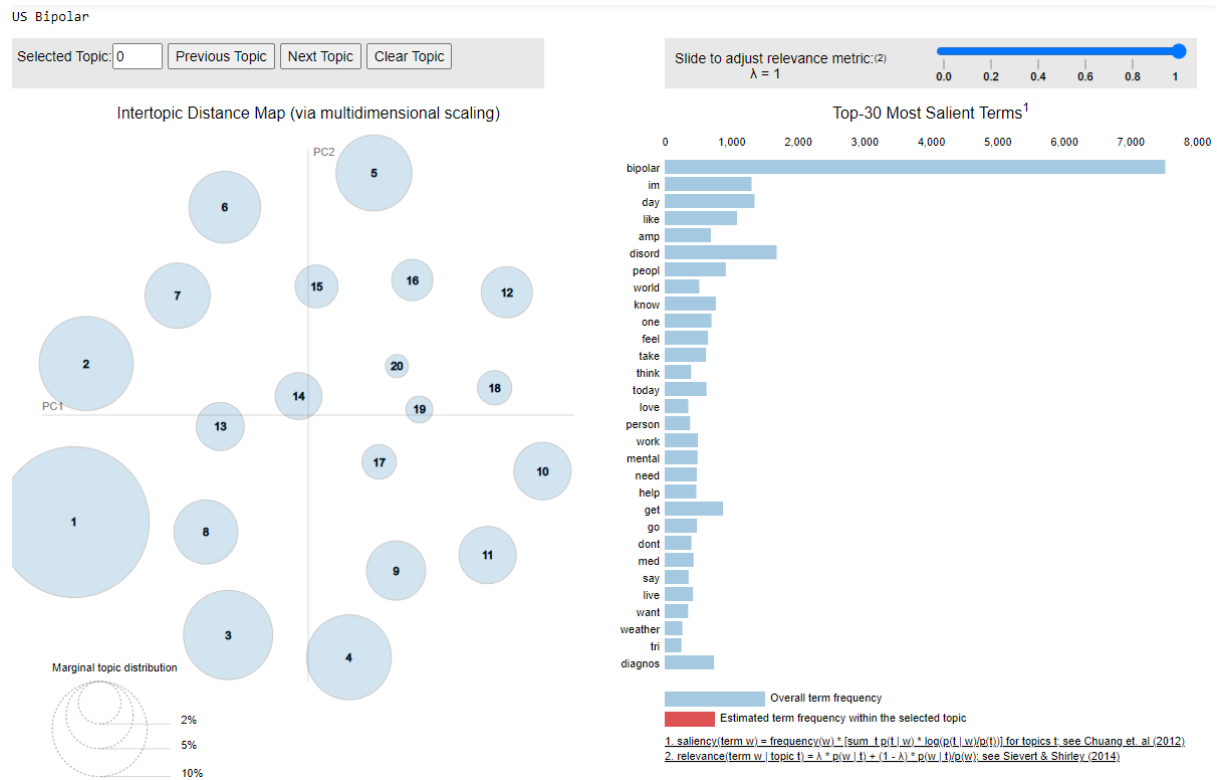 US Bipolar
Selected Topic: 0 Previous Topic Next Topic Clear Topic
Slide to adjust relevance metric:(2)
λ = 1
0.0 0.2 0.4 0.6 0.8 1
Intertopic Distance Map (via multidimensional scaling)
PC2
5
6
15
16
7
12
2
20
18
14
PC1
19
13
17
10
1
8
11
9
3
4
Marginal topic distribution
2%
5%
10%
Top-30 Most Salient Terms1
0 1,000 2,000 3,000 4,000 5,000 6,000 7,000 8,000
bipolar
im
day
like
amp
disord
peopl
world
know
one
feel
take
think
today
love
person
work
mental
need
help
get
go
dont
med
say
live
want
weather
tri
diagnos
Overall term frequency
Estimated term frequency within the selected topic
1. saliency(term w) = frequency(w) * [sum_t p(t | w) * log(p(t | w)/p(t))] for topics t; see Chuang et. al (2012)
2. relevance(term w | topic t) = λ * p(w | t) + (1 - λ) * p(w | t)/p(w); see Sievert & Shirley (2014)